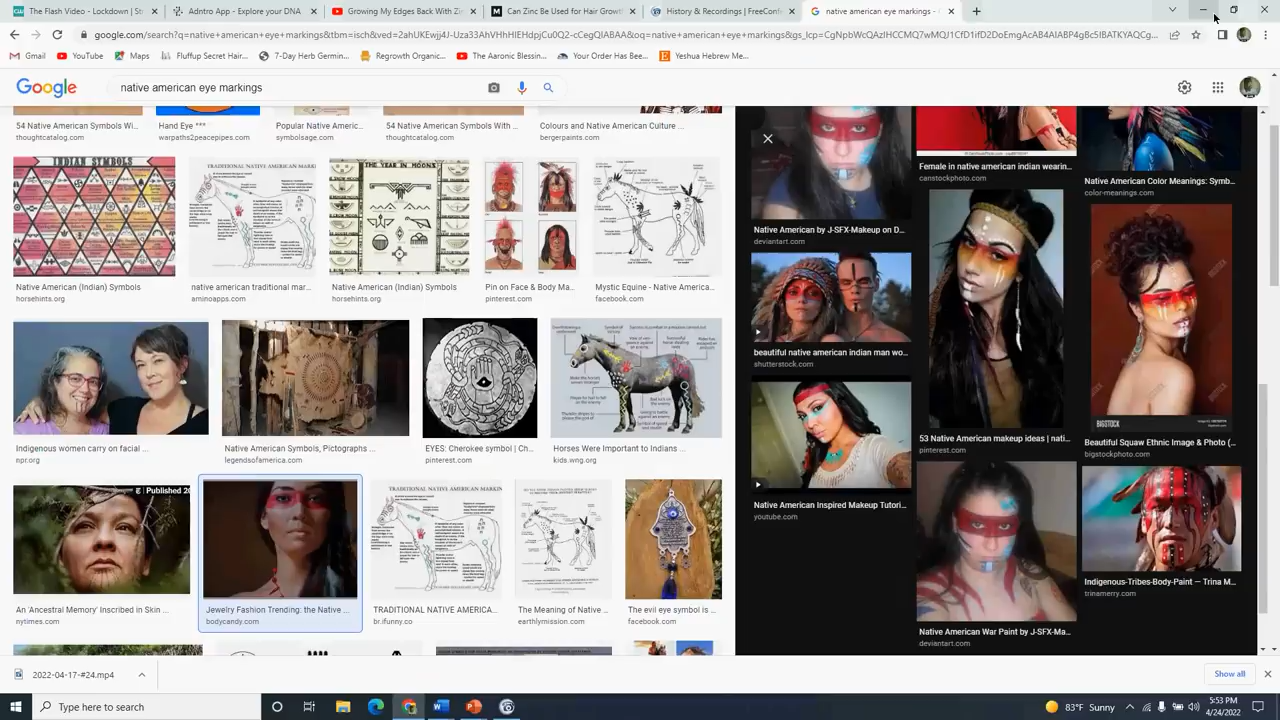 The Flash Video - Lockdown | St
Adntro App - Explore your DNA
Growing My Edges Back With Zi
Can Zinc Be Used for Hair Growth
History & Recordings | FreeConf
native american eye markings -
google.com/search?q=native+american+eye+markings&tbm=isch&ved=2ahUKEwjj4J-Uza33AhVHhHIEHdpjCu0Q2-cCegQIABAA&oq=native+american+eye+markings&gs_lcp=CgNpbWcQAzIHCCMQ7wMQJ1CfD1ifD2DoEmgAcAB4AIABP4gBc5IBATKYAQCg...
Gmail
YouTube
Maps
Fluffup Secret Hair...
7-Day Herb Germin...
Regrowth Organic...
The Aaronic Blessin...
Your Order Has Bee...
Yeshua Hebrew Me...
Google
native american eye markings
54 Native American Symbols Wi...
thoughtcatalog.com
Hand Eye ***
warpaths2peacepipes.com
Popular Native Americ...
symbolsage.com
54 Native American Symbols With ...
thoughtcatalog.com
Colours and Native American Culture ...
bergerpaints.com
INDIAN SYMBOLS
TRADITIONAL NATIVE AMERICAN MARK
THE YEAR IN MOONS
Native American (Indian) Symbols
horsehints.org
native american traditional mar...
aminoapps.com
Native American (Indian) Symbols
horsehints.org
Pin on Face & Body Ma...
pinterest.com
Mystic Equine - Native America...
facebook.com
Indigenous women carry on facial ...
npr.org
Native American Symbols, Pictographs ...
legendsofamerica.com
EYES: Cherokee symbol | Ch...
pinterest.com
Horses Were Important to Indians ...
kids.wng.org
Published 20
TRADITIONAL NATIVE AMERICAN MARKIN
An 'Ancestral Memory' Inscribed in Skin ...
nytimes.com
Jewelry Fashion Trending: the Native ...
bodycandy.com
TRADITIONAL NATIVE AMERICA...
br.ifunny.co
The Meaning of Native ...
earthlymission.com
The evil eye symbol is ...
facebook.com
Native American by J-SFX-Makeup on D...
deviantart.com
beautiful native american indian man wo...
shutterstock.com
Native American Inspired Makeup Tutori...
youtube.com
Female in native american indian wearin...
canstockphoto.com
53 Native American makeup ideas | nati...
pinterest.com
Native American War Paint by J-SFX-Ma...
deviantart.com
Native American Color Meanings: Symb...
color-meanings.com
BIGSTOCK
Beautiful Squaw Ethnic Image & Photo (...
bigstockphoto.com
Indigenous-Tribes-Body-Paint — Trina M...
trinamerry.com
2022-04-17-#24.mp4
Show all
Type here to search
83°F Sunny
5:53 PM
4/24/2022